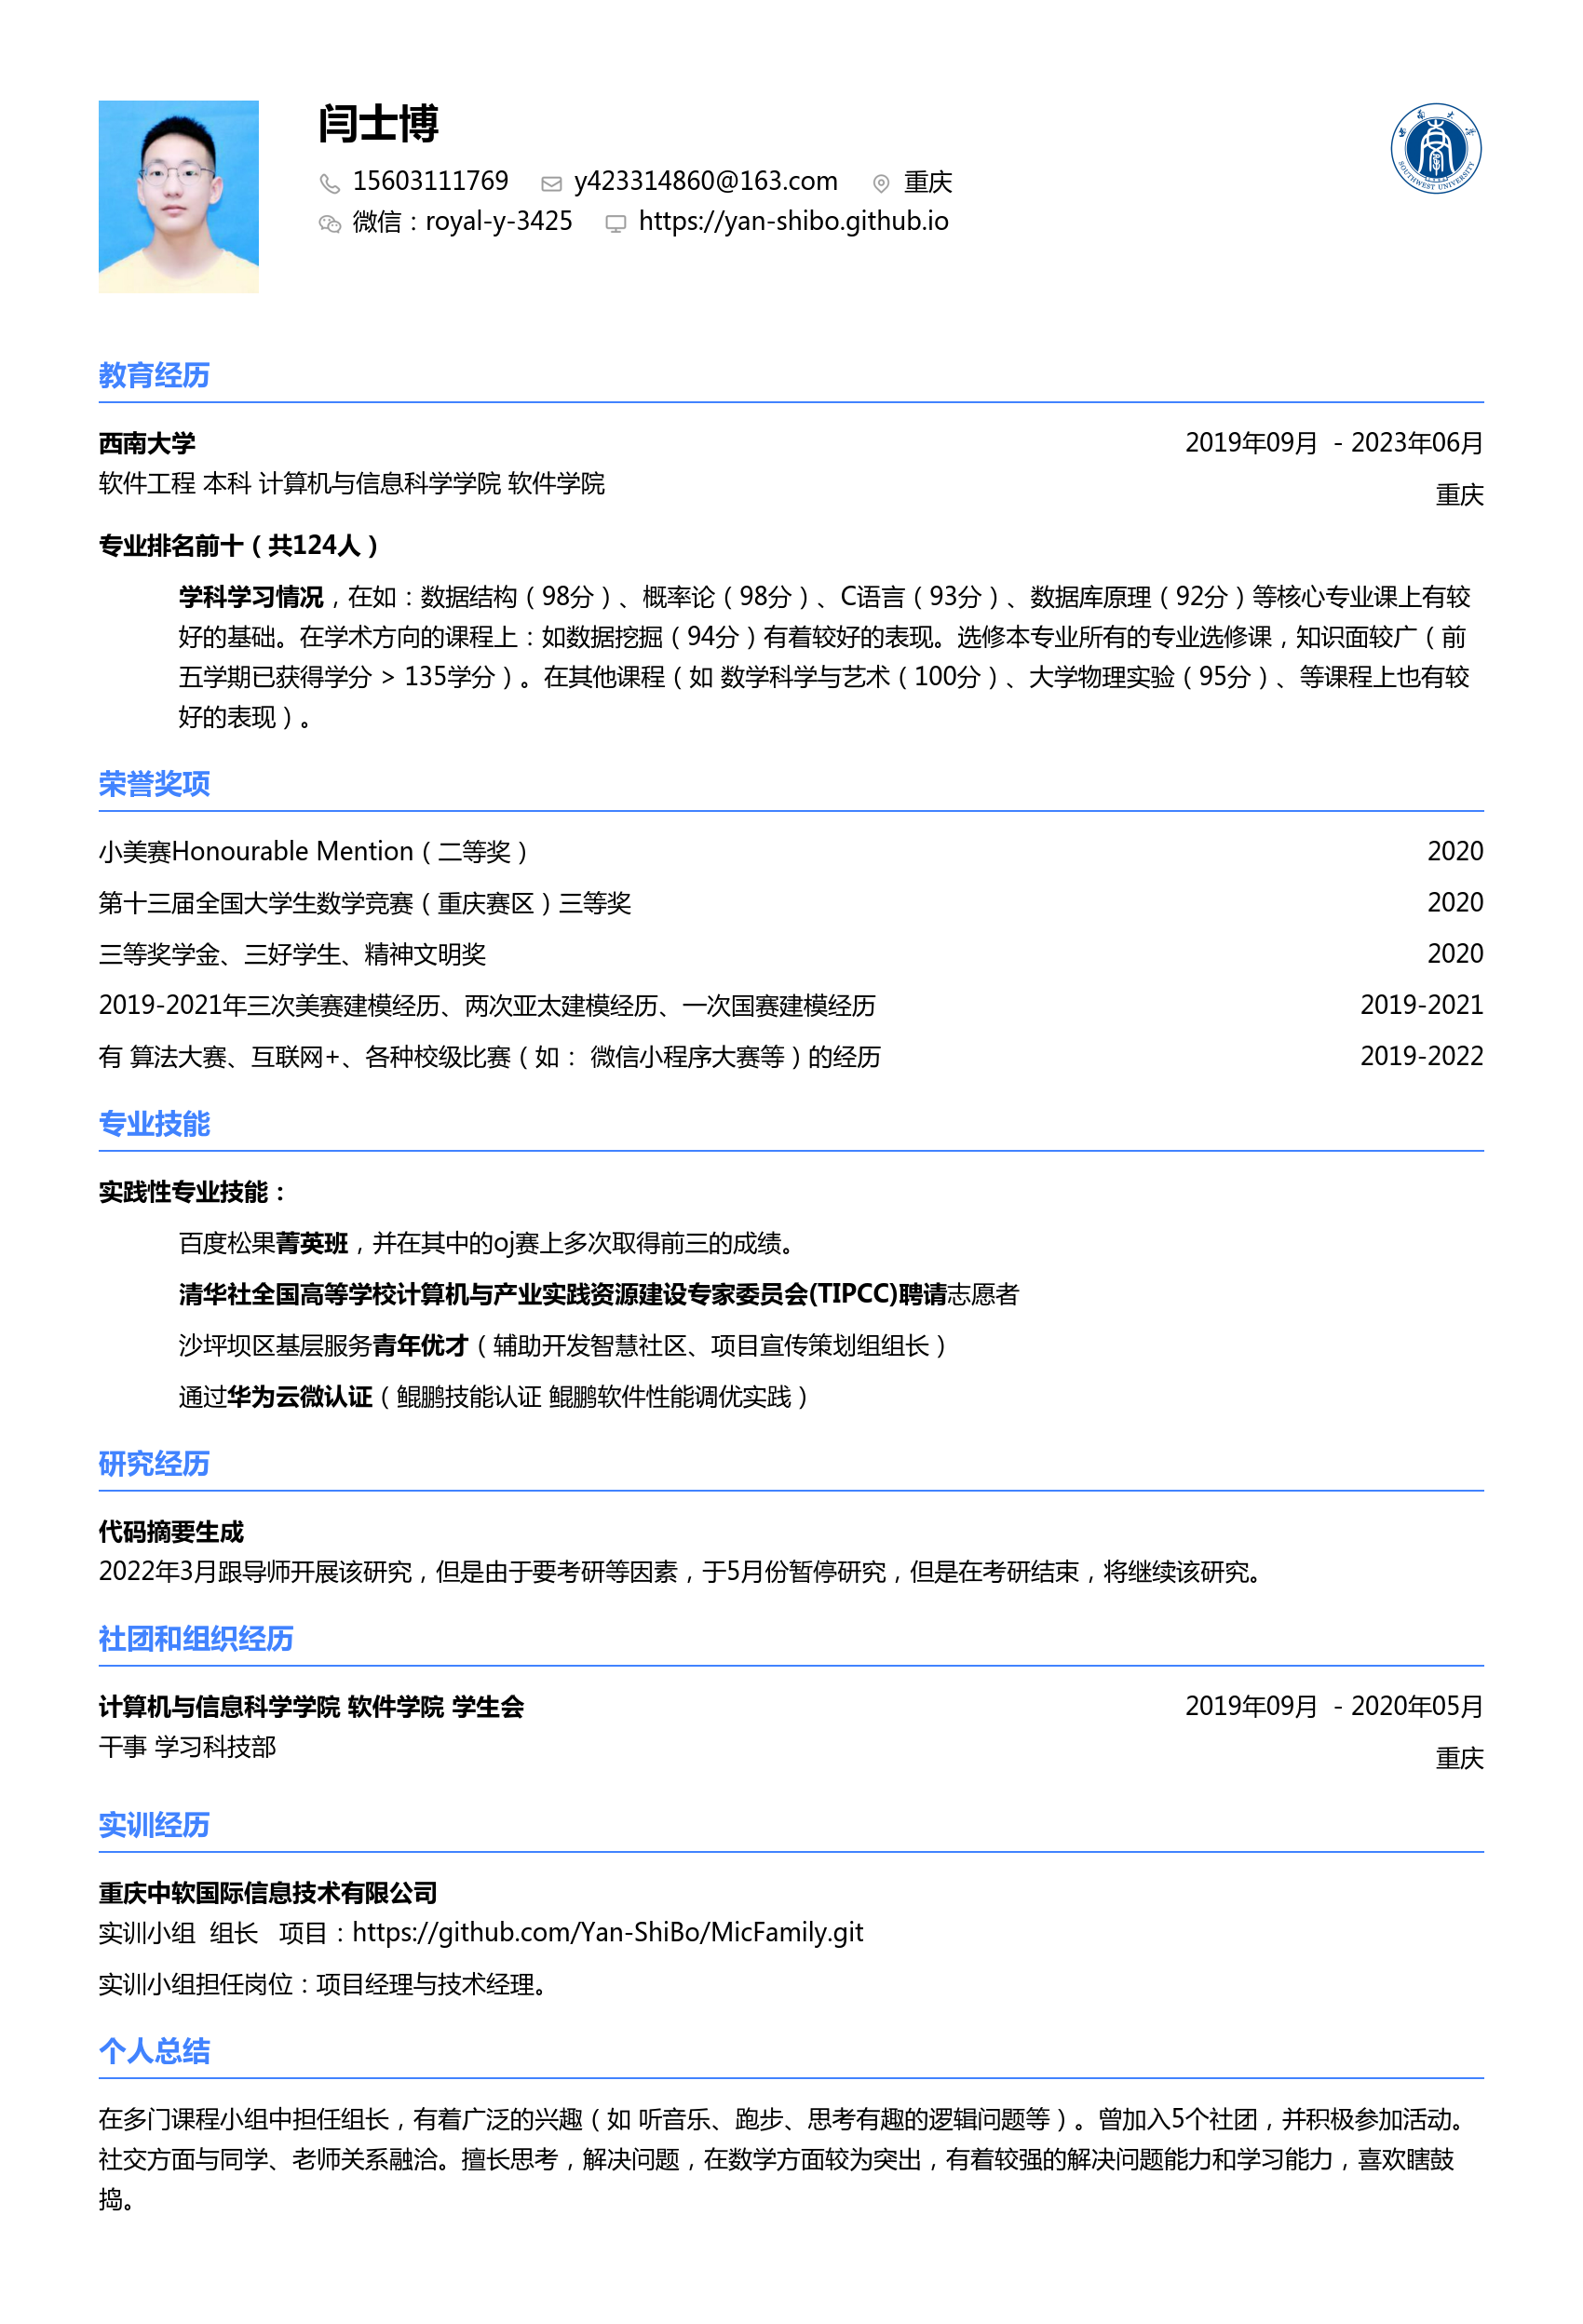 闫士博
15603111769 y423314860@163.com 重庆
微信：royal-y-3425 https://yan-shibo.github.io
西南大学
SOUTHWEST UNIVERSITY
教育经历
西南大学 2019年09月 - 2023年06月
软件工程 本科 计算机与信息科学学院 软件学院
重庆
专业排名前十（共124人）
学科学习情况，在如：数据结构（98分）、概率论（98分）、C语言（93分）、数据库原理（92分）等核心专业课上有较
好的基础。在学术方向的课程上：如数据挖掘（94分）有着较好的表现。选修本专业所有的专业选修课，知识面较广（前
五学期已获得学分 > 135学分）。在其他课程（如 数学科学与艺术（100分）、大学物理实验（95分）、等课程上也有较
好的表现）。
荣誉奖项
小美赛Honourable Mention（二等奖） 2020
第十三届全国大学生数学竞赛（重庆赛区）三等奖 2020
三等奖学金、三好学生、精神文明奖 2020
2019-2021年三次美赛建模经历、两次亚太建模经历、一次国赛建模经历 2019-2021
有 算法大赛、互联网+、各种校级比赛（如： 微信小程序大赛等）的经历 2019-2022
专业技能
实践性专业技能：
百度松果菁英班，并在其中的oj赛上多次取得前三的成绩。
清华社全国高等学校计算机与产业实践资源建设专家委员会(TIPCC)聘请志愿者
沙坪坝区基层服务青年优才（辅助开发智慧社区、项目宣传策划组组长）
通过华为云微认证（鲲鹏技能认证 鲲鹏软件性能调优实践）
研究经历
代码摘要生成
2022年3月跟导师开展该研究，但是由于要考研等因素，于5月份暂停研究，但是在考研结束，将继续该研究。
社团和组织经历
计算机与信息科学学院 软件学院 学生会 2019年09月 - 2020年05月
干事 学习科技部
重庆
实训经历
重庆中软国际信息技术有限公司
实训小组 组长 项目：https://github.com/Yan-ShiBo/MicFamily.git
实训小组担任岗位：项目经理与技术经理。
个人总结
在多门课程小组中担任组长，有着广泛的兴趣（如 听音乐、跑步、思考有趣的逻辑问题等）。曾加入5个社团，并积极参加活动。
社交方面与同学、老师关系融洽。擅长思考，解决问题，在数学方面较为突出，有着较强的解决问题能力和学习能力，喜欢瞎鼓
捣。